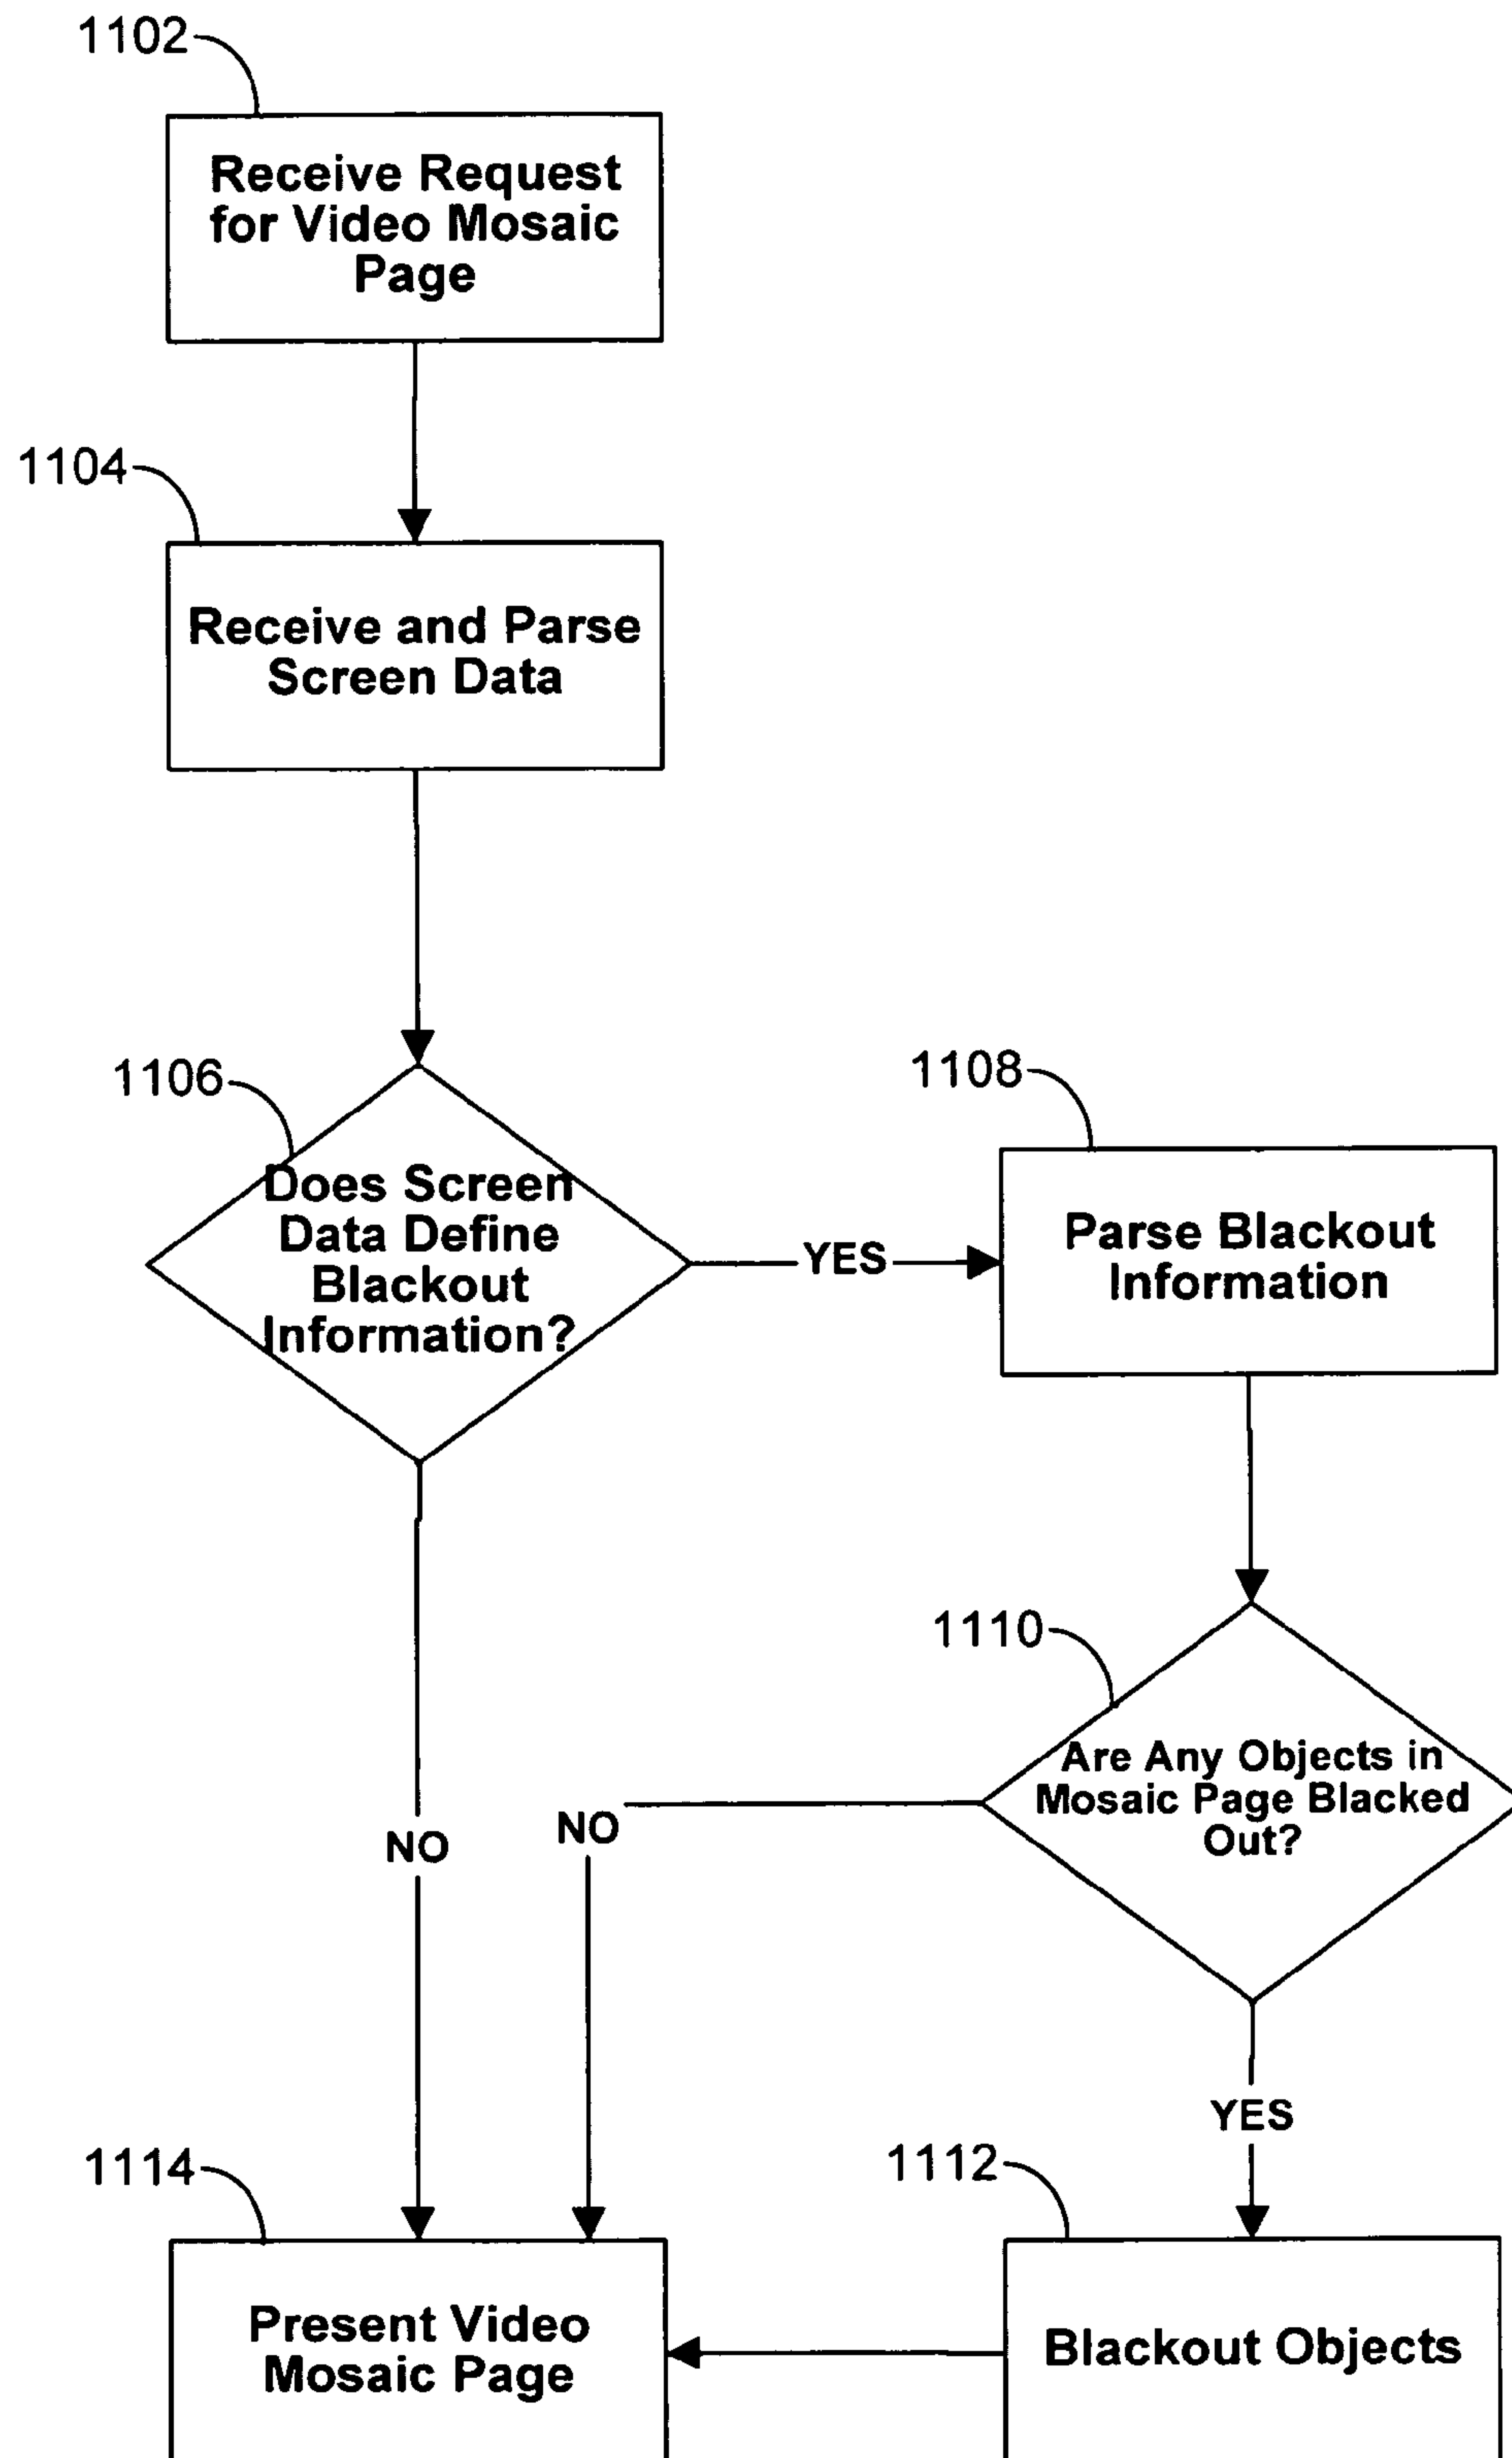 1102
Receive Request
for Video Mosaic
Page
1104
Receive and Parse
Screen Data
1106
Does Screen
Data Define
Blackout
Information?
YES
1108
Parse Blackout
Information
1110
Are Any Objects in
Mosaic Page Blacked
Out?
NO
NO
YES
1114
Present Video
Mosaic Page
1112
Blackout Objects